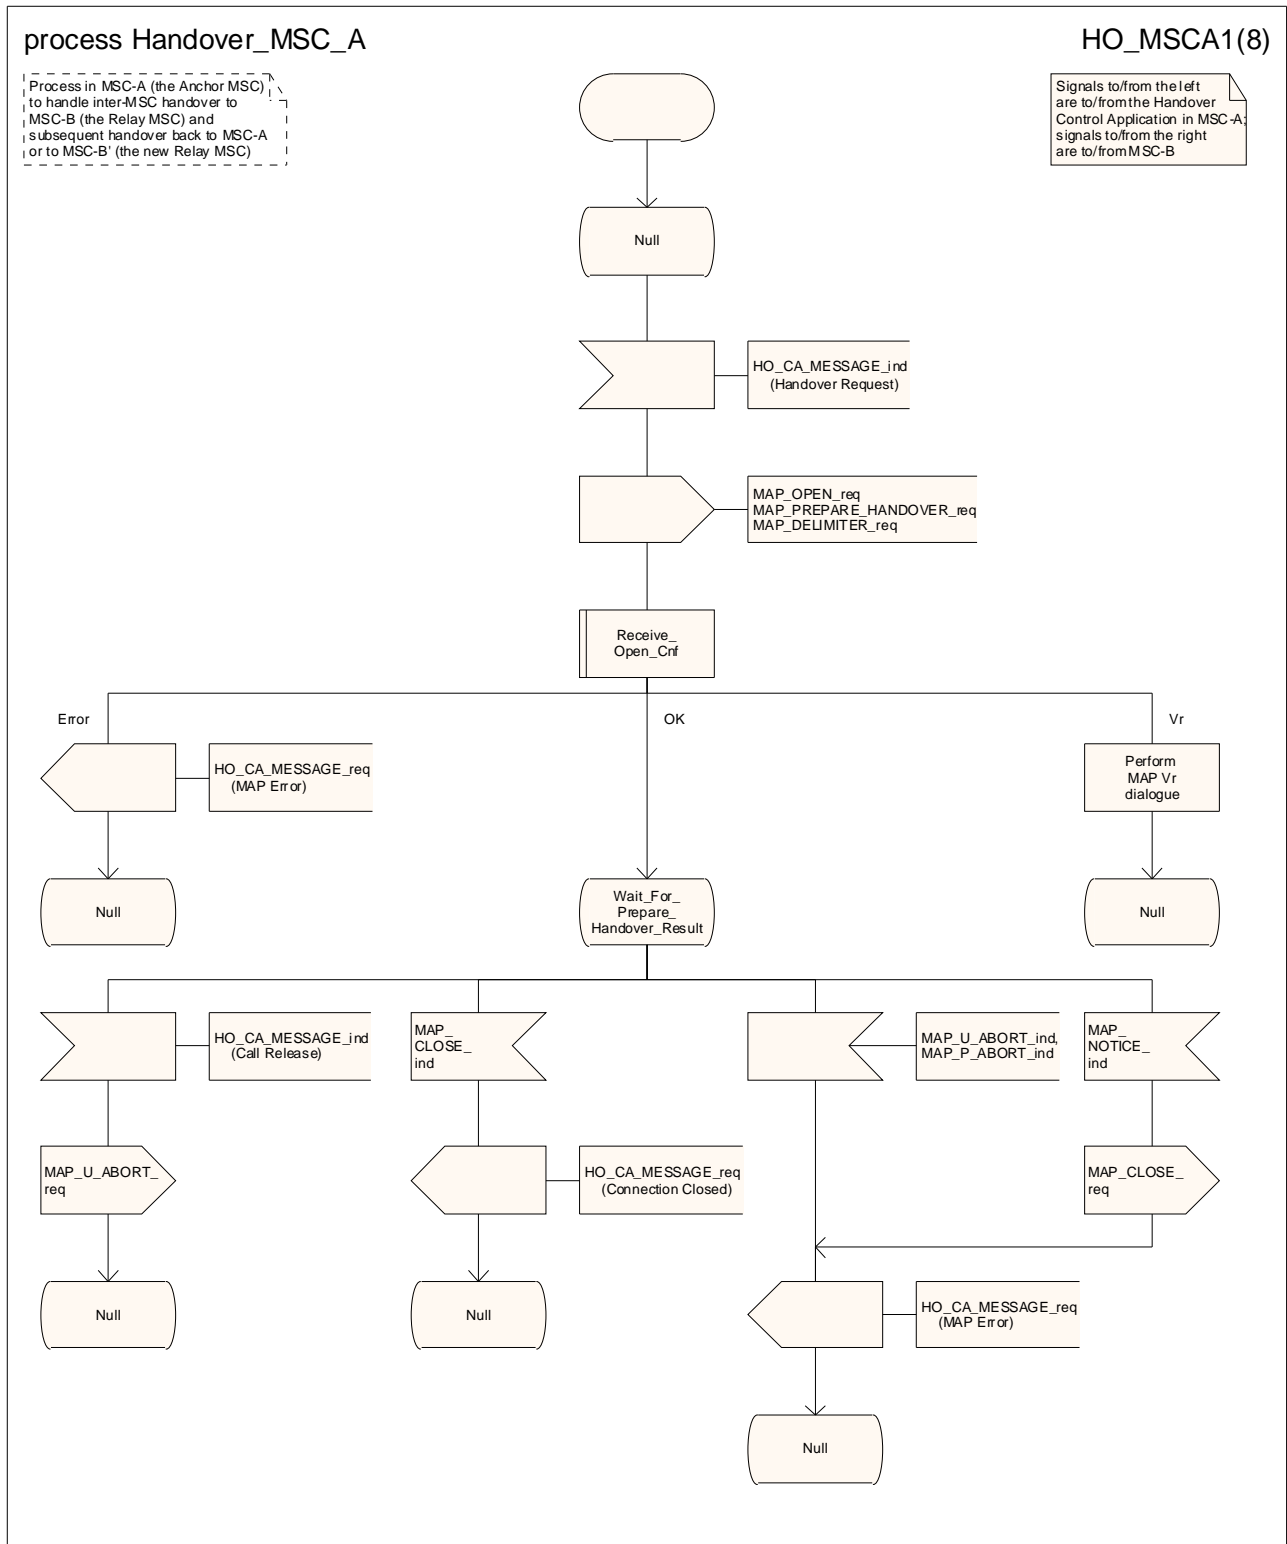 process Handover_MSC_A
HO_MSCA1(8)
Process in MSC-A (the Anchor MSC)
to handle inter-MSC handover to
MSC-B (the Relay MSC) and
subsequent handover back to MSC-A
or to MSC-B' (the new Relay MSC)
Signals to/from the left
are to/from the Handover
Control Application in MSC-A;
signals to/from the right
are to/from MSC-B
Null
HO_CA_MESSAGE_ind
(Handover Request)
MAP_OPEN_req
MAP_PREPARE_HANDOVER_req
MAP_DELIMITER_req
Receive_
Open_Cnf
Error
OK
Vr
HO_CA_MESSAGE_req
(MAP Error)
Perform
MAP Vr
dialogue
Null
Wait_For_
Prepare_
Handover_Result
Null
HO_CA_MESSAGE_ind
(Call Release)
MAP_
CLOSE_
ind
MAP_U_ABORT_ind,
MAP_P_ABORT_ind
MAP_
NOTICE_
ind
MAP_U_ABORT_
req
HO_CA_MESSAGE_req
(Connection Closed)
MAP_CLOSE_
req
Null
Null
HO_CA_MESSAGE_req
(MAP Error)
Null